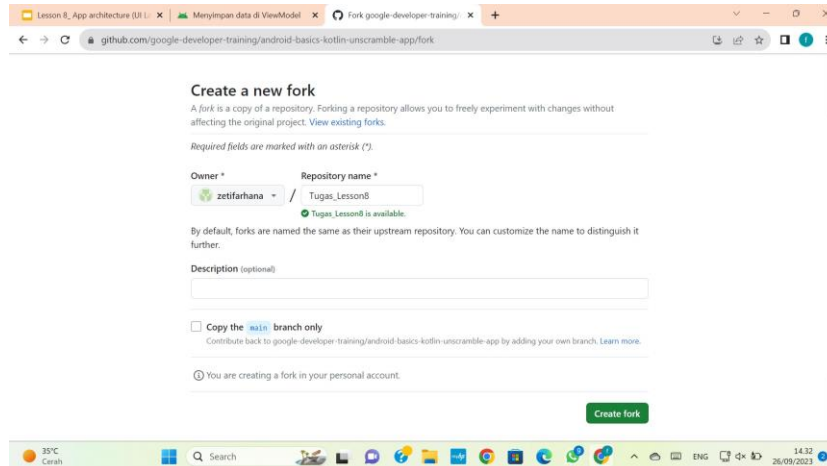 Lesson 8_ App architecture (UI L
Menyimpan data di ViewModel
Fork google-developer-training/
github.com/google-developer-training/android-basics-kotlin-unscramble-app/fork
Create a new fork
A fork is a copy of a repository. Forking a repository allows you to freely experiment with changes without
affecting the original project. View existing forks.
Required fields are marked with an asterisk (*).
Owner * Repository name *
zetifarhana / Tugas_Lesson8
Tugas_Lesson8 is available.
By default, forks are named the same as their upstream repository. You can customize the name to distinguish it
further.
Description (optional)
Copy the main branch only
Contribute back to google-developer-training/android-basics-kotlin-unscramble-app by adding your own branch. Learn more.
You are creating a fork in your personal account.
Create fork
35°C
Cerah
Search
ENG
14.32
26/09/2023
2